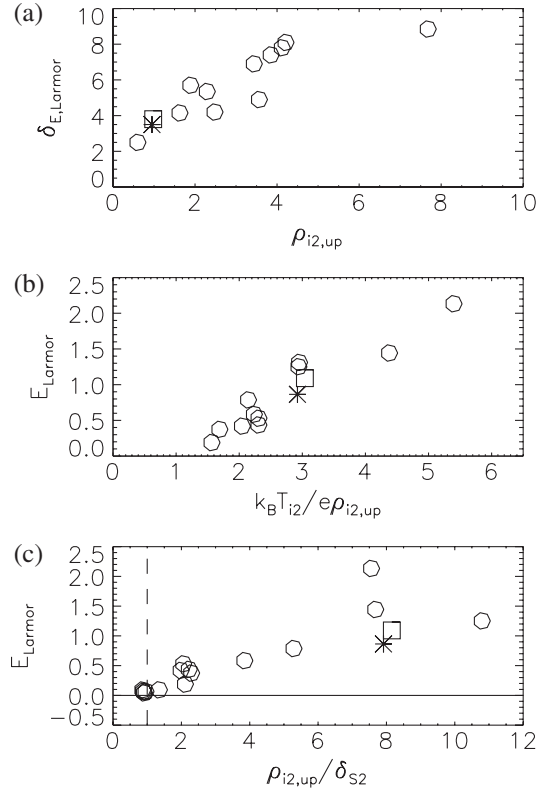 (a)
10
8
6
4
2
0
δE,Larmor
0 2 4 6 8 10
ρi2,up
(b)
2.5
2.0
1.5
1.0
0.5
0.0
ELarmor
0 1 2 3 4 5 6
kBTi2/eρi2,up
(c)
2.5
2.0
1.5
1.0
0.5
0.0
−0.5
ELarmor
0 2 4 6 8 10 12
ρi2,up/δS2